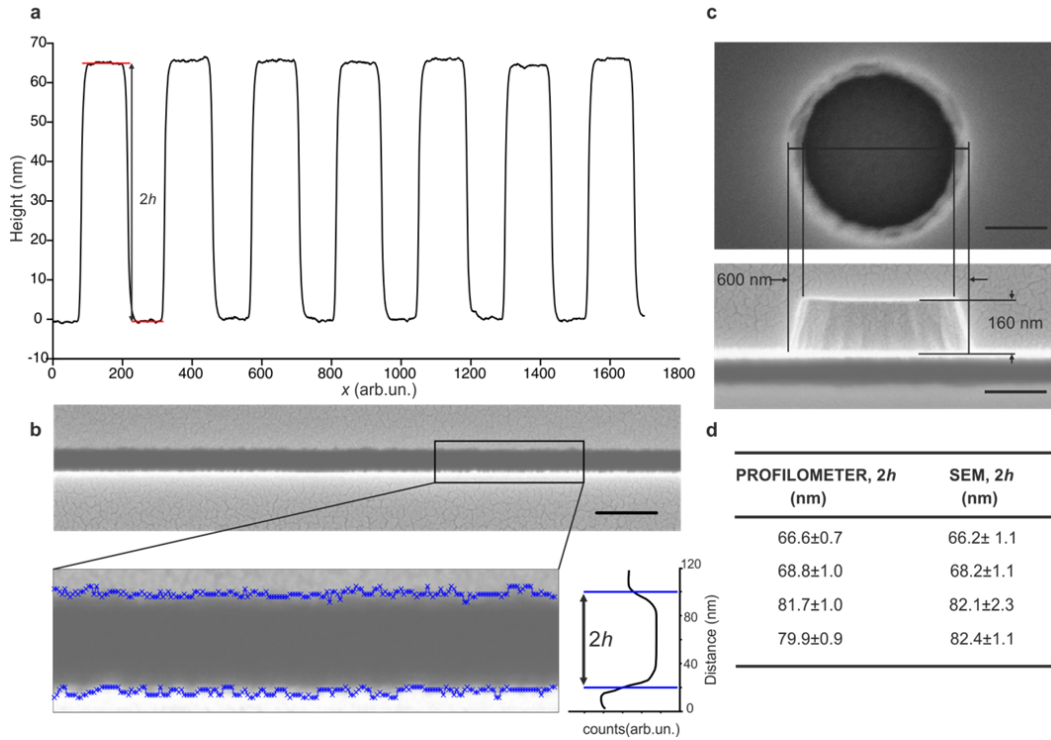 a
70
60
50
40
30
20
10
0
-10
Height (nm)
2h
0 200 400 600 800 1000 1200 1400 1600 1800
x (arb.un.)
b
2h
120
80
40
0
Distance (nm)
counts(arb.un.)
c
600 nm
160 nm
d
PROFILOMETER, 2h (nm) SEM, 2h (nm)
66.6±0.7 66.2± 1.1
68.8±1.0 68.2±1.1
81.7±1.0 82.1±2.3
79.9±0.9 82.4±1.1